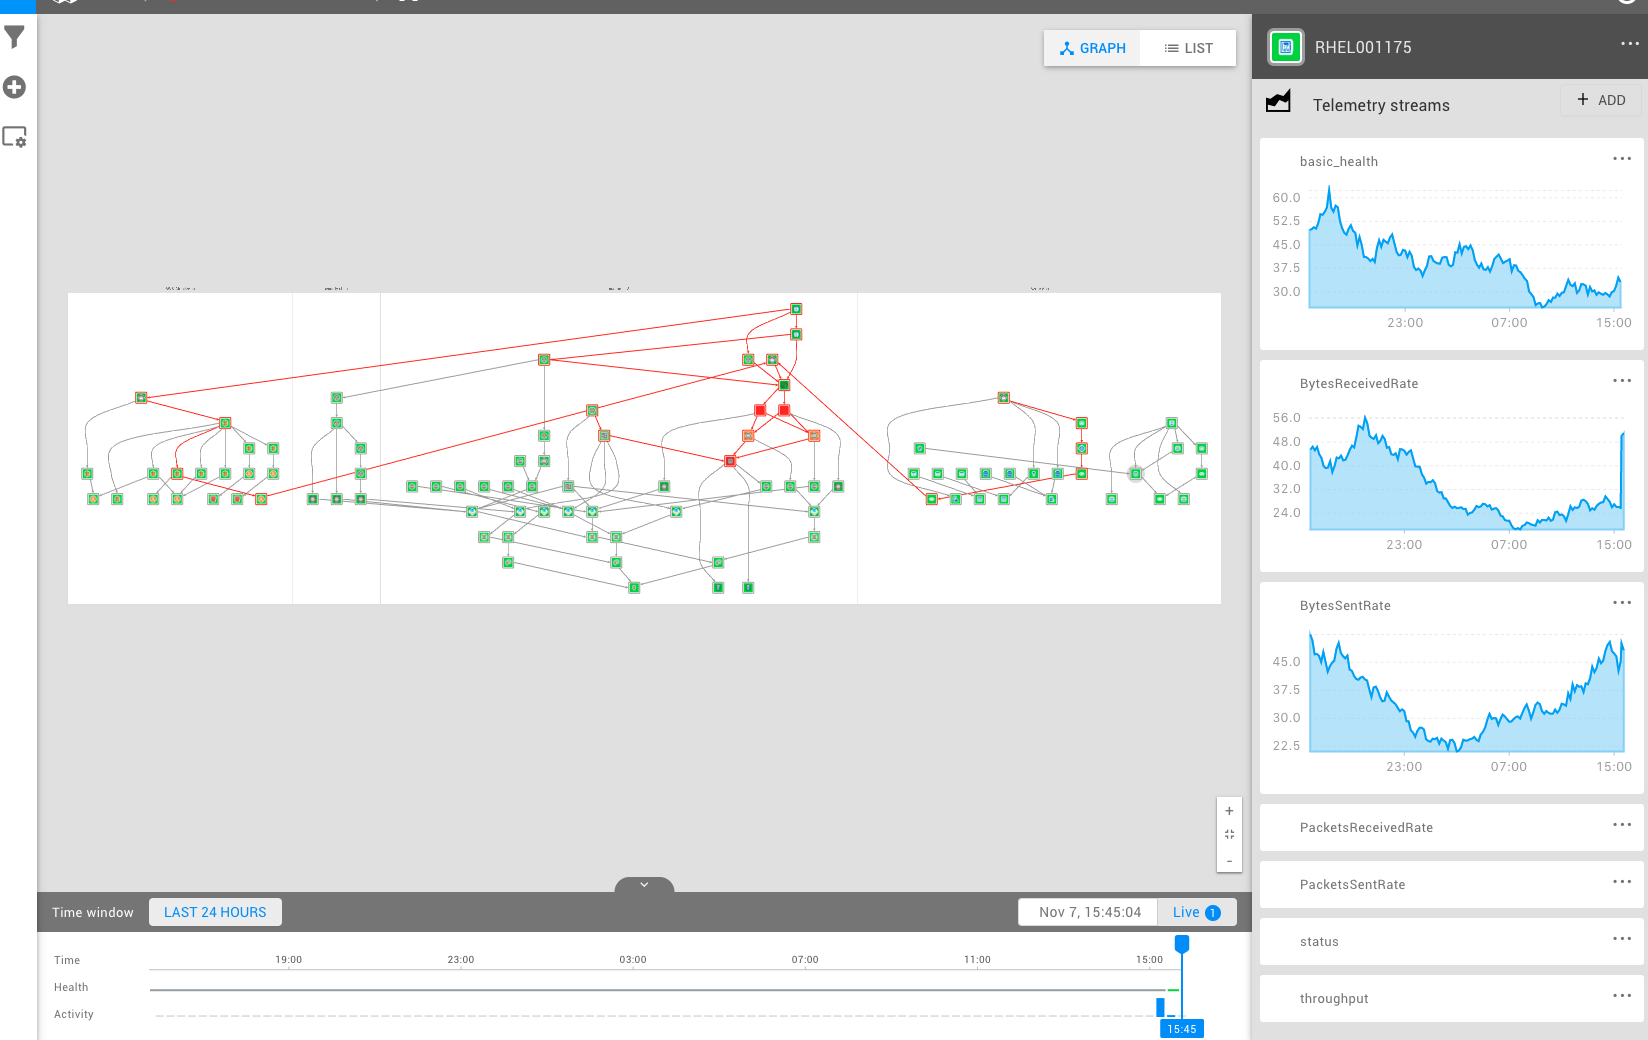 GRAPH
LIST
RHEL001175
Telemetry streams
+ ADD
basic_health
60.0
52.5
45.0
37.5
30.0
23:00 07:00 15:00
BytesReceivedRate
56.0
48.0
40.0
32.0
24.0
23:00 07:00 15:00
BytesSentRate
45.0
37.5
30.0
22.5
23:00 07:00 15:00
PacketsReceivedRate
PacketsSentRate
status
throughput
+
-
Time window
LAST 24 HOURS
Nov 7, 15:45:04
Live 1
Time 19:00 23:00 03:00 07:00 11:00 15:00
Health
Activity
15:45